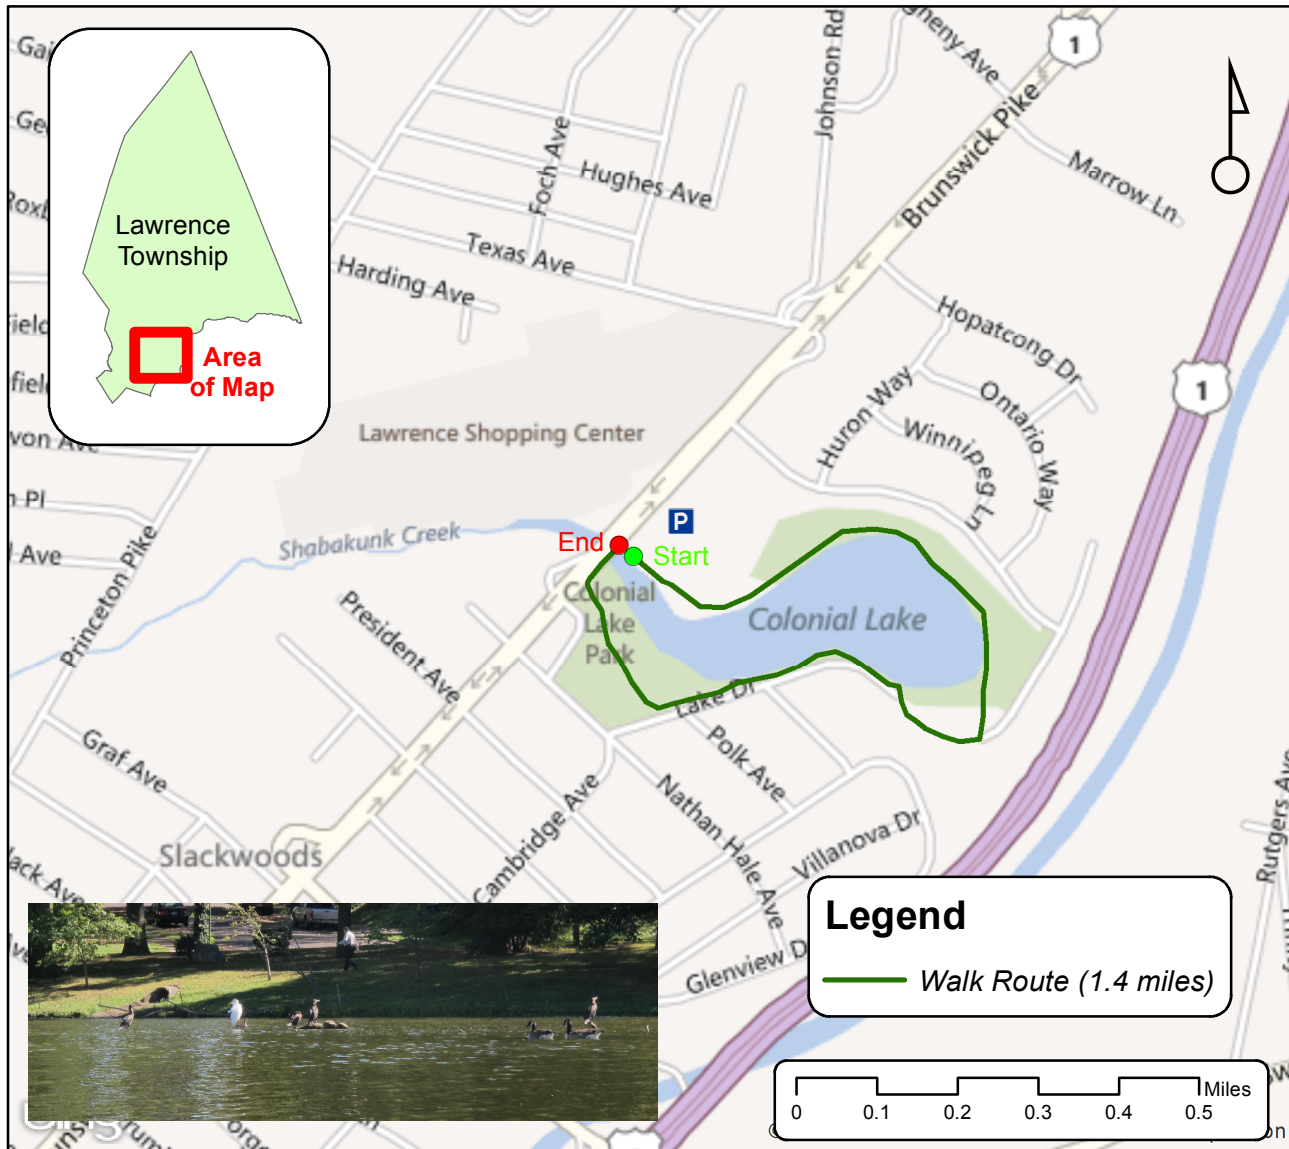 Lawrence
Township
Area
of Map
Foch Ave
Hughes Ave
Texas Ave
Harding Ave
Johnson Rd
Brunswick Pike
1
Marrow Ln
Hopatcong Dr
Ontario Way
Huron Way
Winnipeg Ln
1
Lawrence Shopping Center
Shabakunk Creek
Princeton Pike
P
End
Start
Colonial
Lake
Park
Colonial Lake
President Ave
Lake Dr
Polk Ave
Nathan Hale Ave
Cambridge Ave
Villanova Dr
Graf Ave
Slackwoods
Glenview D
Rutgers Ave
Legend
Walk Route (1.4 miles)
Miles
0 0.1 0.2 0.3 0.4 0.5